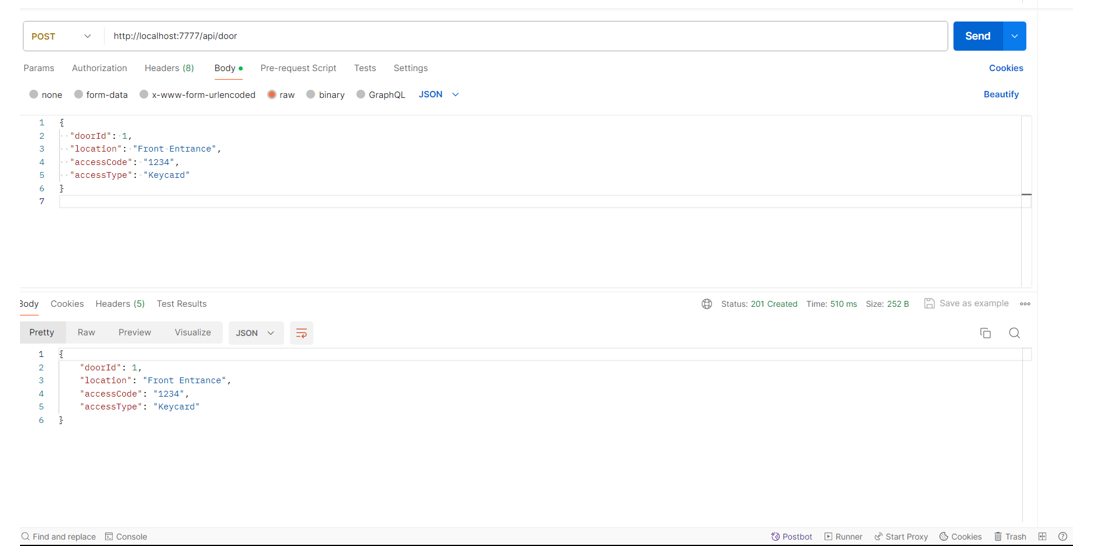 POST http://localhost:7777/api/door Send
Params Authorization Headers (8) Body Pre-request Script Tests Settings Cookies
none form-data x-www-form-urlencoded raw binary GraphQL JSON Beautify
1 {
2 "doorId": 1,
3 "location": "Front Entrance",
4 "accessCode": "1234",
5 "accessType": "Keycard"
6 }
7
Body Cookies Headers (5) Test Results Status: 201 Created Time: 510 ms Size: 252 B Save as example
Pretty Raw Preview Visualize JSON
1 {
2 "doorId": 1,
3 "location": "Front Entrance",
4 "accessCode": "1234",
5 "accessType": "Keycard"
6 }
Find and replace Console Postbot Runner Start Proxy Cookies Trash